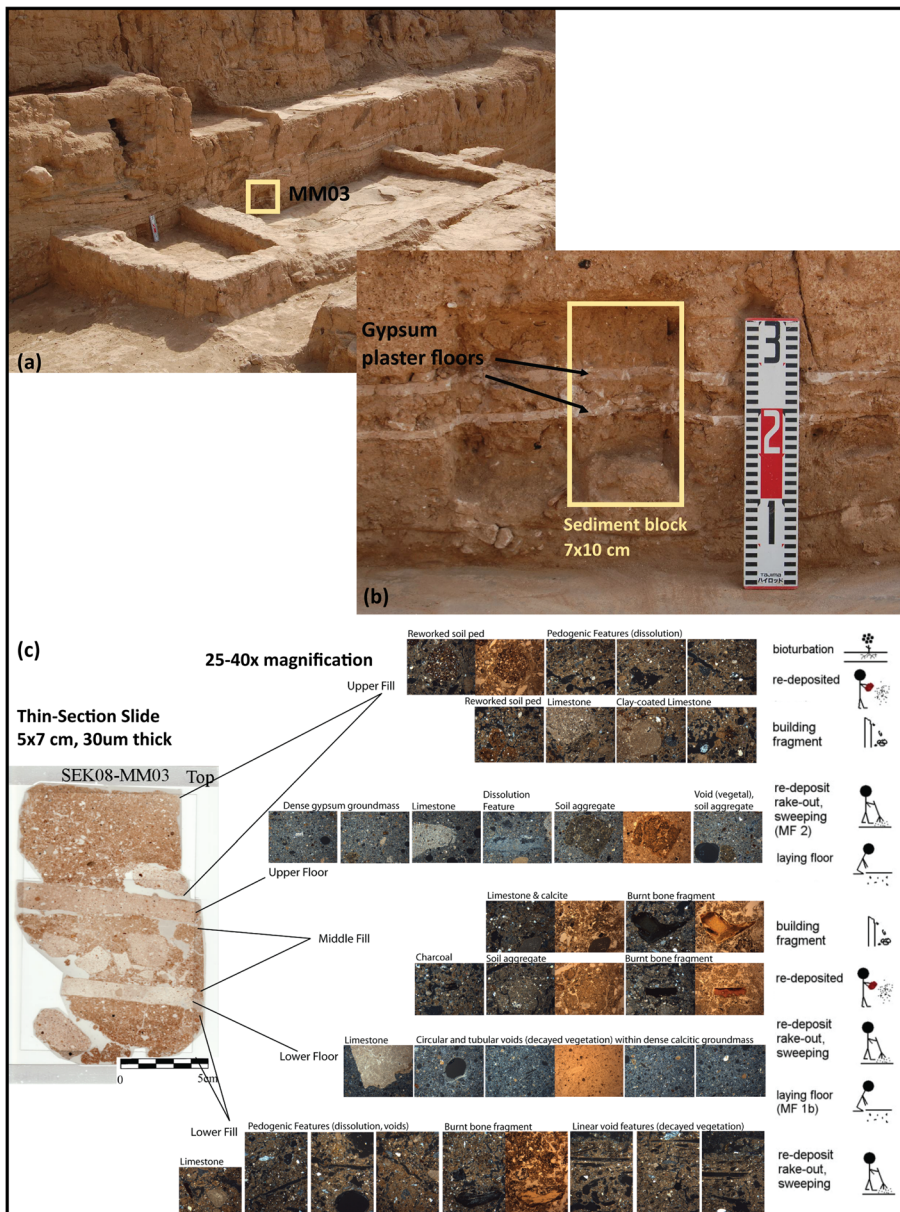 MM03
(a)
Gypsum
plaster floors
3
2
1
TAJIMA
ハイロッド
Sediment block
7x10 cm
(b)
(c)
25-40x magnification
Thin-Section Slide
5x7 cm, 30um thick
SEK08-MM03 Top
0 5cm
Upper Fill
Upper Floor
Middle Fill
Lower Floor
Lower Fill
Reworked soil ped
Pedogenic Features (dissolution)
bioturbation
re-deposited
Reworked soil ped
Limestone
Clay-coated Limestone
building
fragment
Dense gypsum groundmass
Limestone
Dissolution
Feature
Soil aggregate
Void (vegetal),
soil aggregate
re-deposit
rake-out,
sweeping
(MF 2)
laying floor
Limestone & calcite
Burnt bone fragment
building
fragment
Charcoal
Soil aggregate
Burnt bone fragment
re-deposited
Limestone
Circular and tubular voids (decayed vegetation) within dense calcitic groundmass
re-deposit
rake-out,
sweeping
laying floor
(MF 1b)
Limestone
Pedogenic Features (dissolution, voids)
Burnt bone fragment
Linear void features (decayed vegetation)
re-deposit
rake-out,
sweeping